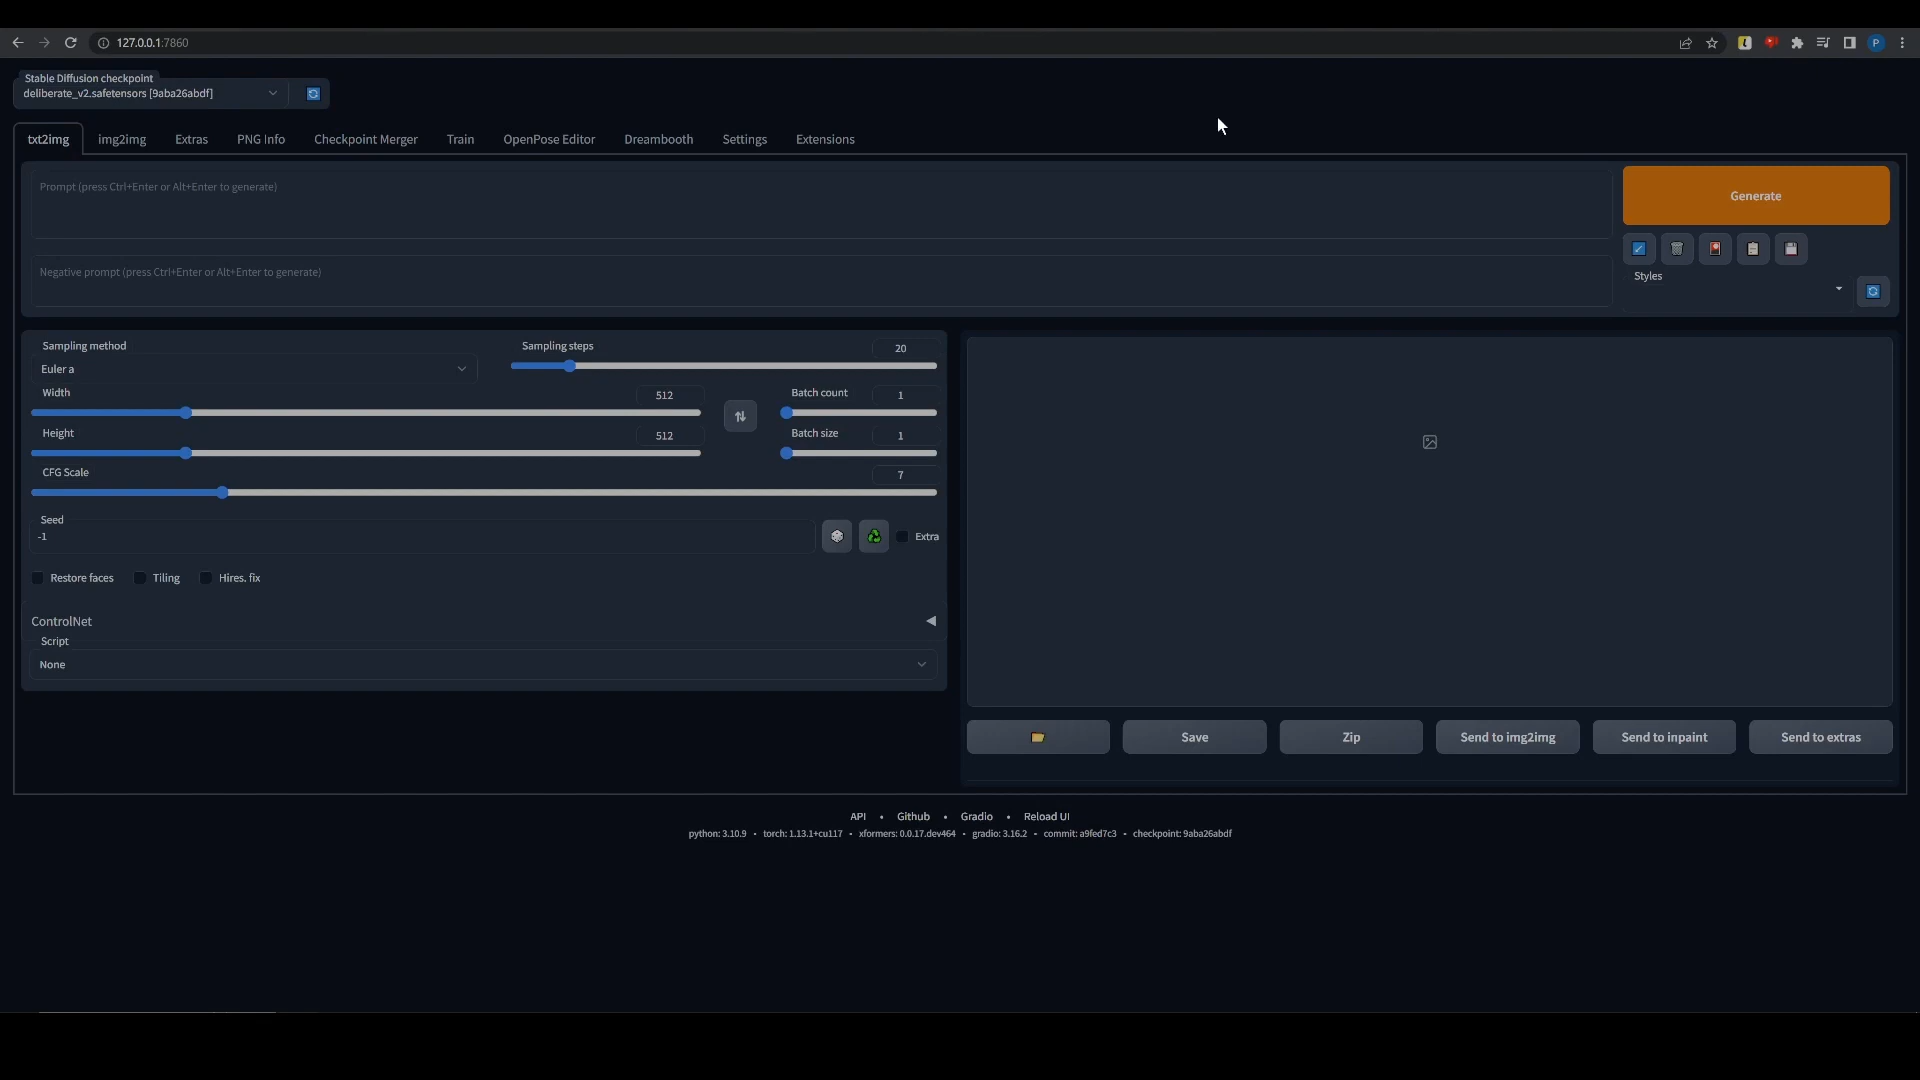 127.0.0.1:7860
P
Stable Diffusion checkpoint
deliberate_v2.safetensors [9aba26abdf]
txt2img img2img Extras PNG Info Checkpoint Merger Train OpenPose Editor Dreambooth Settings Extensions
Prompt (press Ctrl+Enter or Alt+Enter to generate)
Generate
Negative prompt (press Ctrl+Enter or Alt+Enter to generate)
Styles
Sampling method
Euler a
Sampling steps 20
Width 512
Batch count 1
Height 512
Batch size 1
CFG Scale 7
Seed
-1
Extra
Restore faces Tiling Hires. fix
ControlNet
Script
None
Save Zip Send to img2img Send to inpaint Send to extras
API • Github • Gradio • Reload UI
python: 3.10.9 • torch: 1.13.1+cu117 • xformers: 0.0.17.dev464 • gradio: 3.16.2 • commit: a9fed7c3 • checkpoint: 9aba26abdf